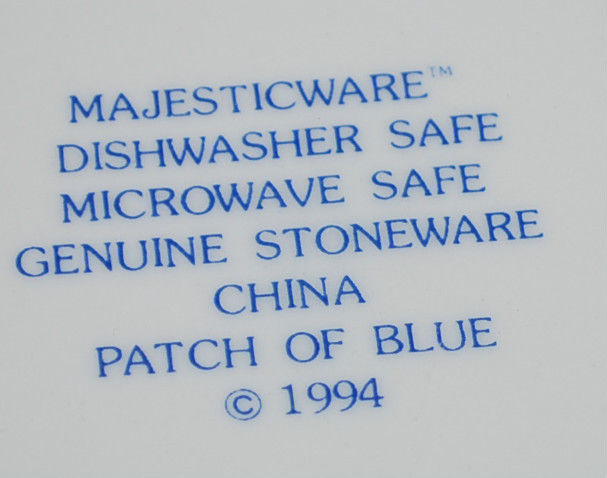 MAJESTICWARE™
DISHWASHER SAFE
MICROWAVE SAFE
GENUINE STONEWARE
CHINA
PATCH OF BLUE
© 1994